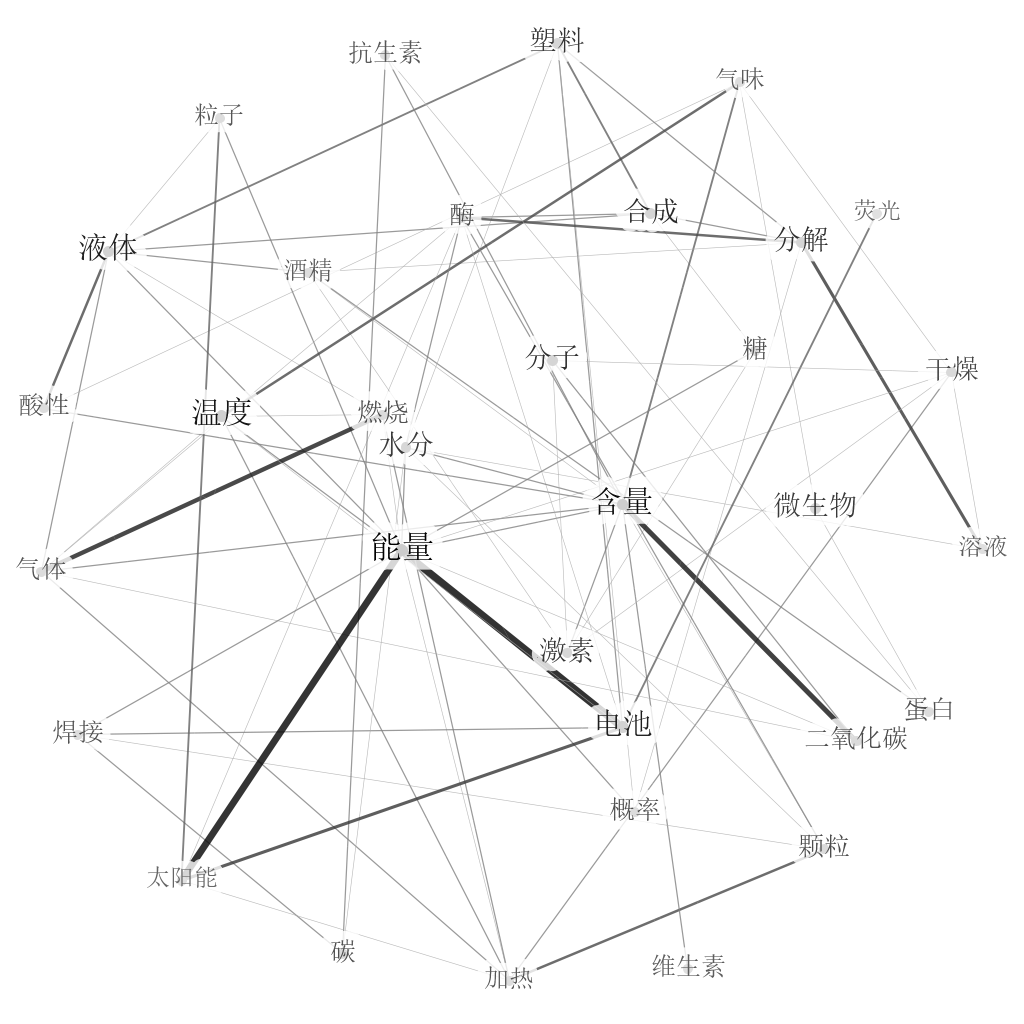 塑料
抗生素
气味
粒子
酶
合成
荧光
分解
液体
酒精
分子
糖
干燥
酸性
温度
燃烧
水分
含量
微生物
能量
溶液
气体
激素
蛋白
电池
焊接
二氧化碳
概率
颗粒
太阳能
碳
维生素
加热